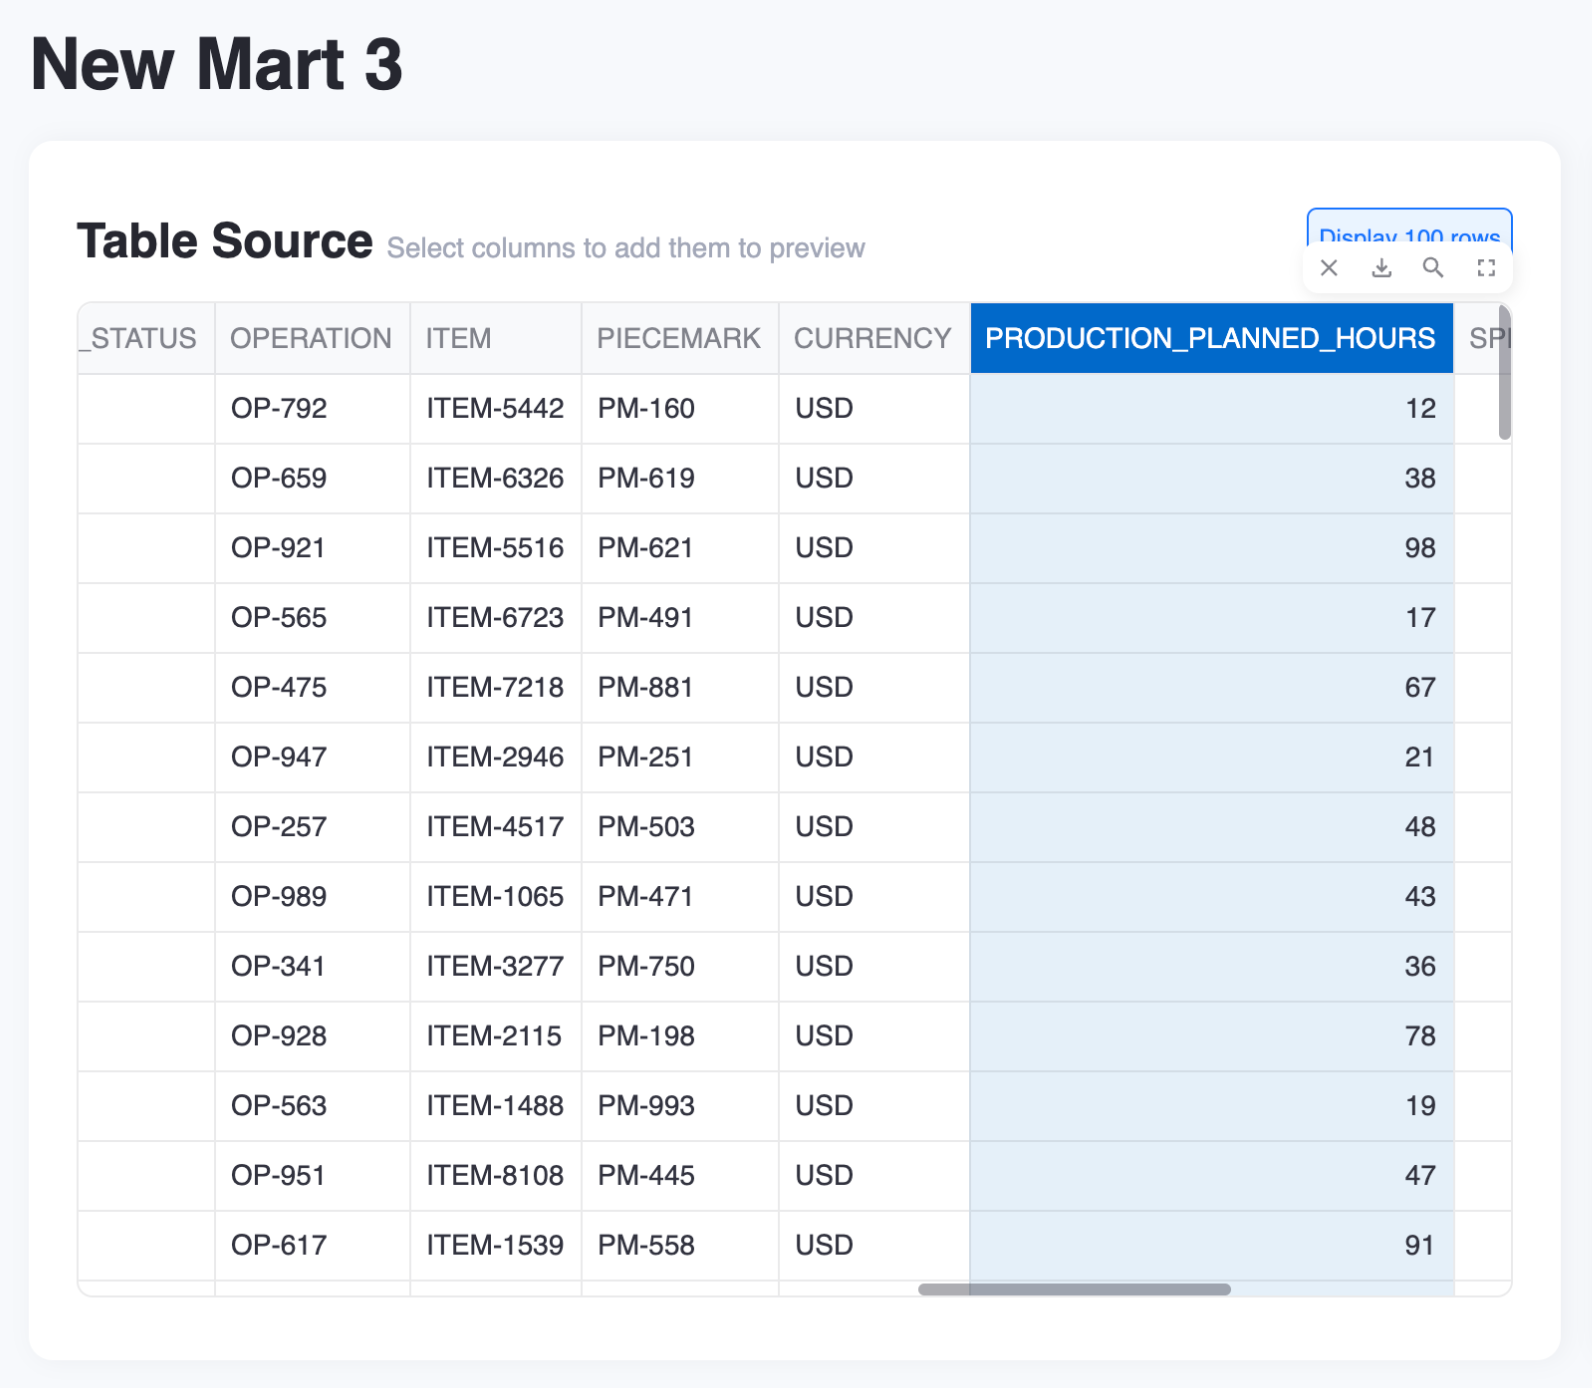 New Mart 3
Table Source Select columns to add them to preview
Display 100 rows
_STATUS OPERATION ITEM PIECEMARK CURRENCY PRODUCTION_PLANNED_HOURS
OP-792 ITEM-5442 PM-160 USD 12
OP-659 ITEM-6326 PM-619 USD 38
OP-921 ITEM-5516 PM-621 USD 98
OP-565 ITEM-6723 PM-491 USD 17
OP-475 ITEM-7218 PM-881 USD 67
OP-947 ITEM-2946 PM-251 USD 21
OP-257 ITEM-4517 PM-503 USD 48
OP-989 ITEM-1065 PM-471 USD 43
OP-341 ITEM-3277 PM-750 USD 36
OP-928 ITEM-2115 PM-198 USD 78
OP-563 ITEM-1488 PM-993 USD 19
OP-951 ITEM-8108 PM-445 USD 47
OP-617 ITEM-1539 PM-558 USD 91